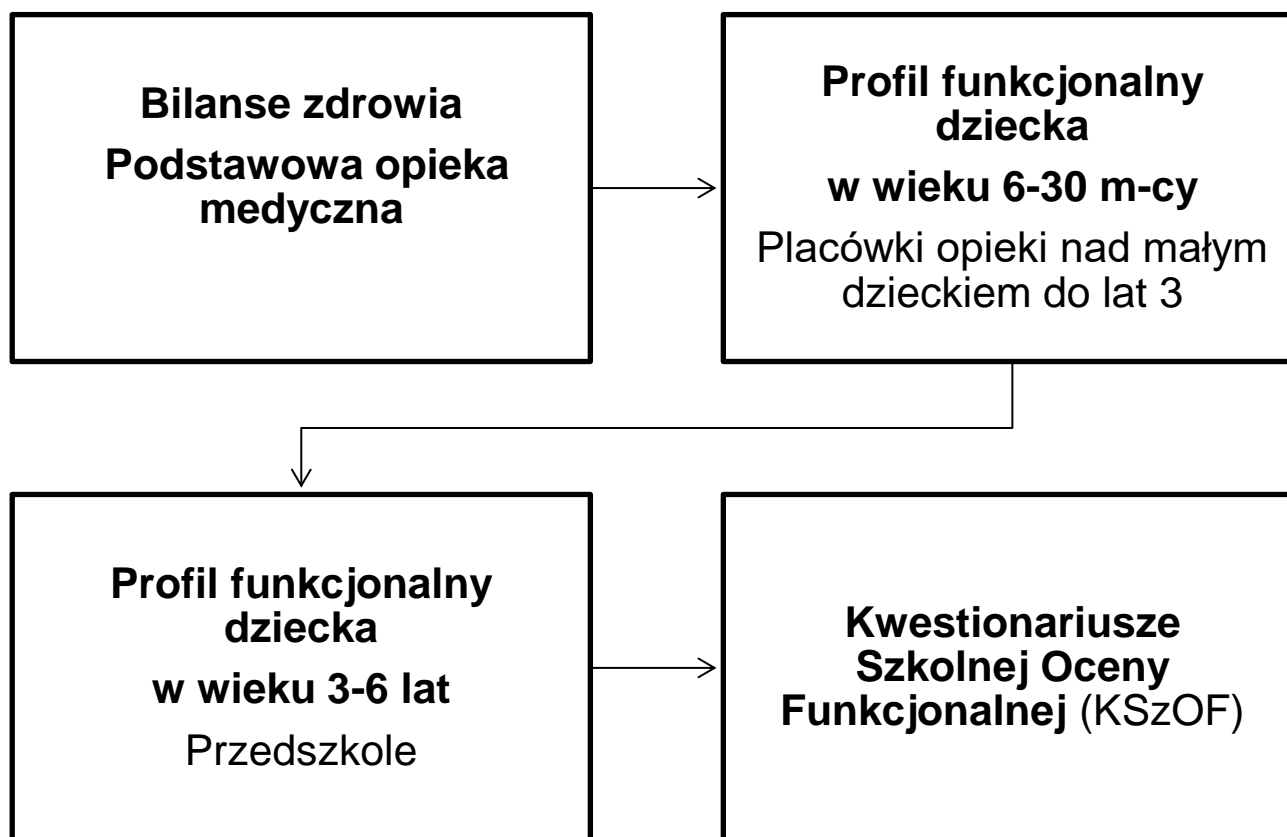 Bilanse zdrowia
Podstawowa opieka
medyczna
Profil funkcjonalny
dziecka
w wieku 6-30 m-cy
Placówki opieki nad małym
dzieckiem do lat 3
Profil funkcjonalny
dziecka
w wieku 3-6 lat
Przedszkole
Kwestionariusze
Szkolnej Oceny
Funkcjonalnej (KSzOF)